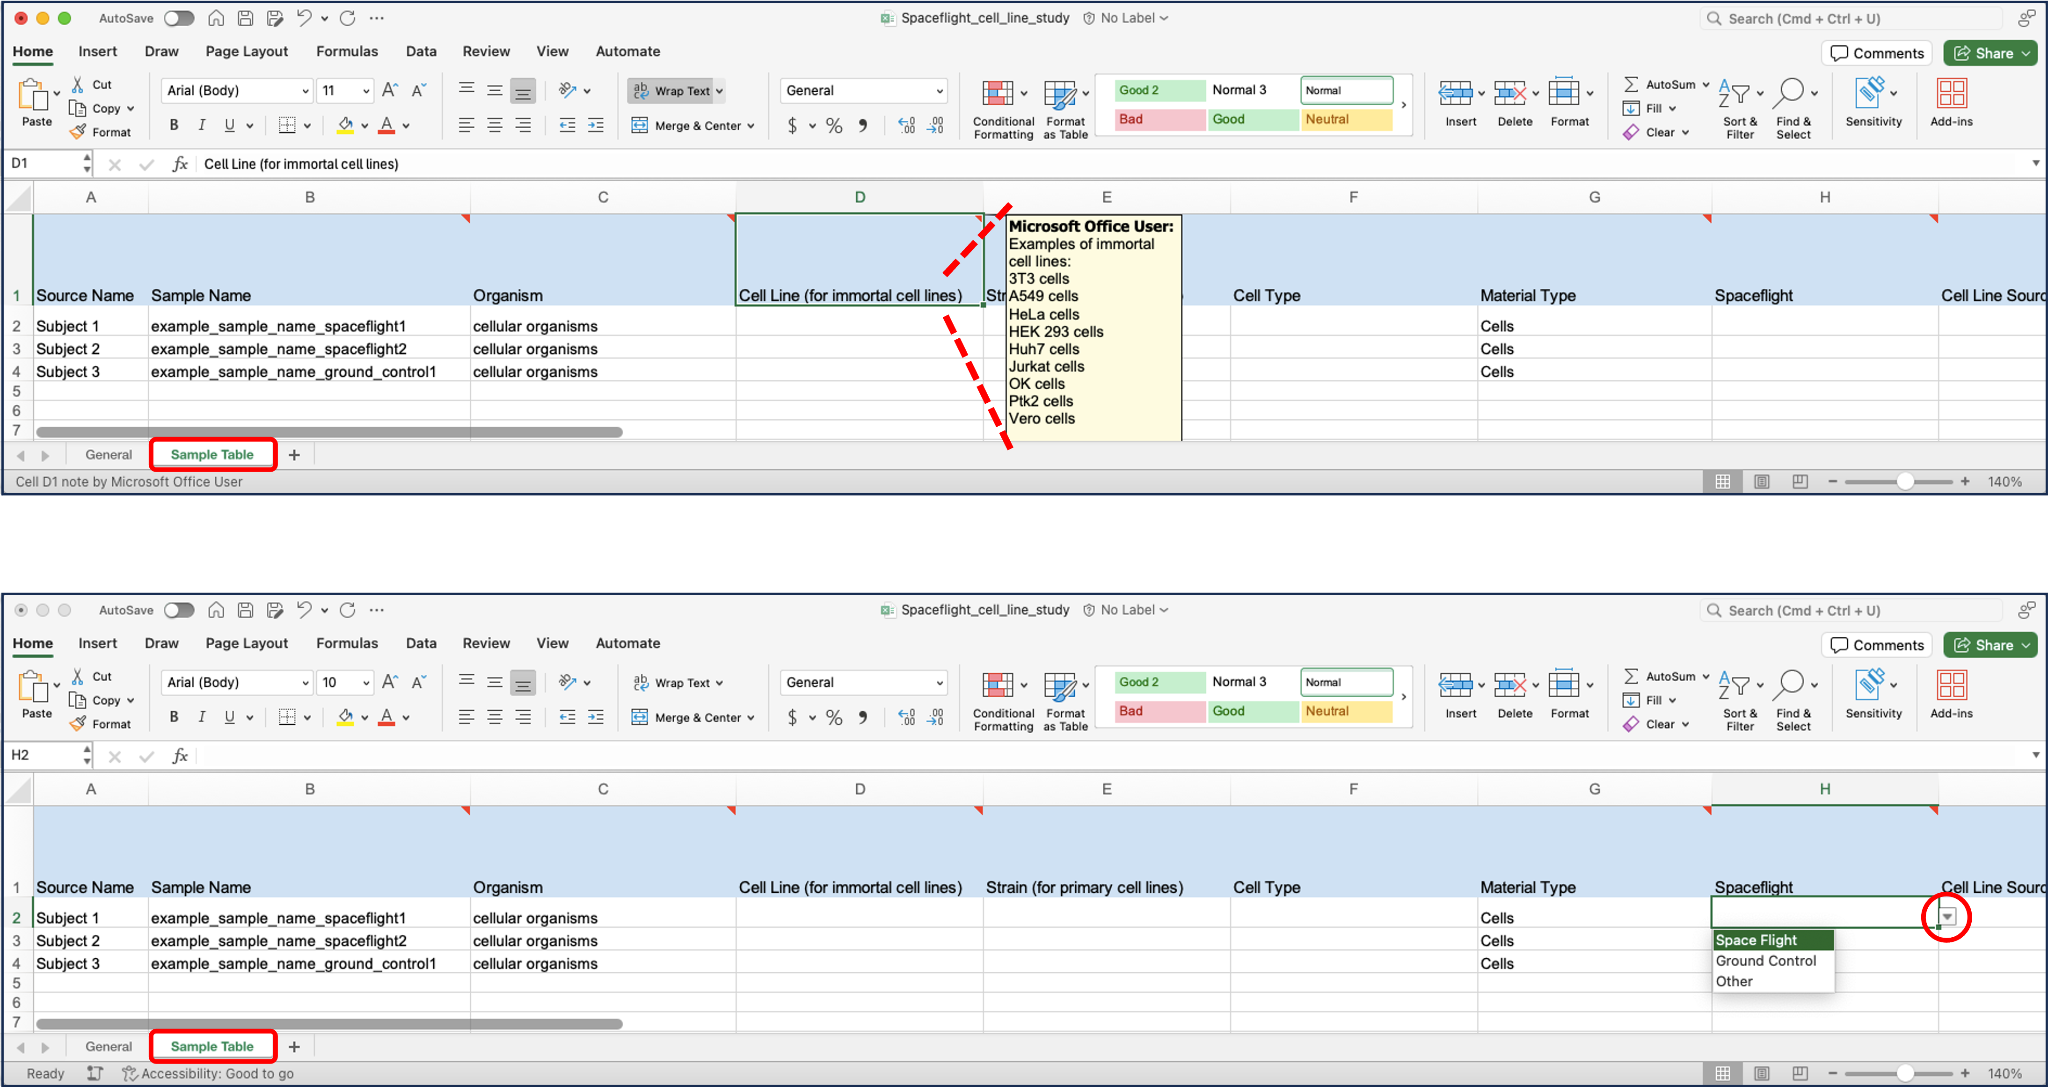 AutoSave
Spaceflight_cell_line_study
No Label
Search (Cmd + Ctrl + U)
Home Insert Draw Page Layout Formulas Data Review View Automate
Comments Share
Paste
Cut
Copy
Format
Arial (Body) 11
B I U
ab Wrap Text
Merge & Center
General
$ % 9
Conditional Formatting
Format as Table
Good 2 Normal 3 Normal
Bad Good Neutral
Insert Delete Format
AutoSum
Fill
Clear
Sort & Filter
Find & Select
Sensitivity
Add-ins
D1 fx Cell Line (for immortal cell lines)
A B C D E F G H
1 Source Name Sample Name Organism Cell Line (for immortal cell lines) Str Cell Type Material Type Spaceflight Cell Line Sourc
2 Subject 1 example_sample_name_spaceflight1 cellular organisms Cells
3 Subject 2 example_sample_name_spaceflight2 cellular organisms Cells
4 Subject 3 example_sample_name_ground_control1 cellular organisms Cells
5
6
7
Microsoft Office User:
Examples of immortal
cell lines:
3T3 cells
A549 cells
HeLa cells
HEK 293 cells
Huh7 cells
Jurkat cells
OK cells
Ptk2 cells
Vero cells
General Sample Table +
Cell D1 note by Microsoft Office User
140%
AutoSave
Spaceflight_cell_line_study
No Label
Search (Cmd + Ctrl + U)
Home Insert Draw Page Layout Formulas Data Review View Automate
Comments Share
Paste
Cut
Copy
Format
Arial (Body) 10
B I U
ab Wrap Text
Merge & Center
General
$ % 9
Conditional Formatting
Format as Table
Good 2 Normal 3 Normal
Bad Good Neutral
Insert Delete Format
AutoSum
Fill
Clear
Sort & Filter
Find & Select
Sensitivity
Add-ins
H2 fx
A B C D E F G H
1 Source Name Sample Name Organism Cell Line (for immortal cell lines) Strain (for primary cell lines) Cell Type Material Type Spaceflight Cell Line Sourc
2 Subject 1 example_sample_name_spaceflight1 cellular organisms Cells
3 Subject 2 example_sample_name_spaceflight2 cellular organisms Cells
4 Subject 3 example_sample_name_ground_control1 cellular organisms Cells
5
6
7
Space Flight
Ground Control
Other
General Sample Table +
Ready Accessibility: Good to go
140%